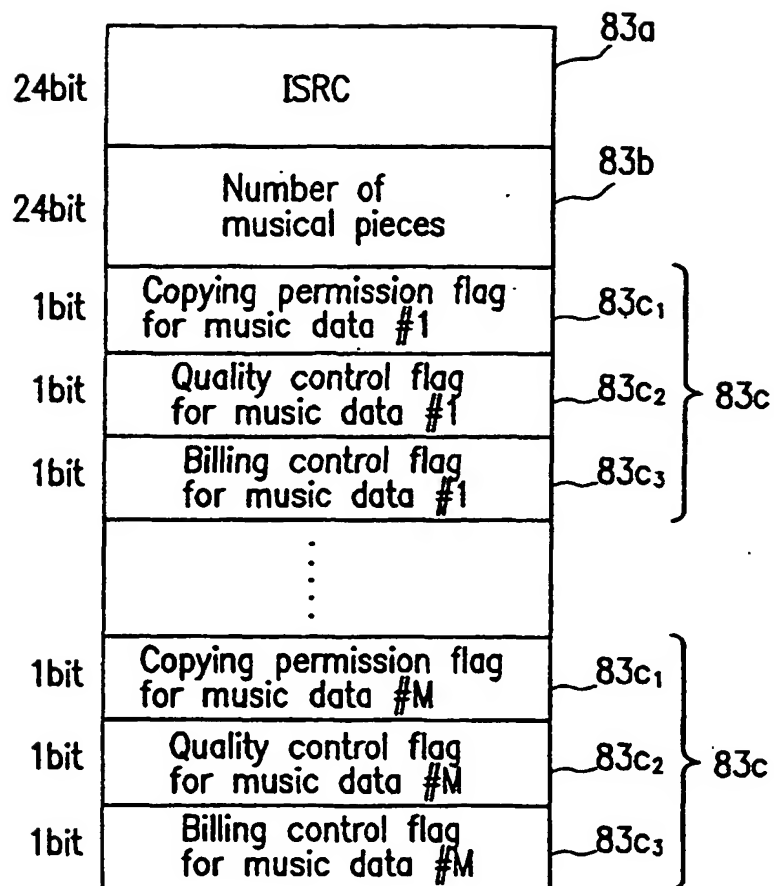 83a
24bit ISRC
83b
24bit Number of
musical pieces
1bit Copying permission flag
for music data #1 83c1
1bit Quality control flag
for music data #1 83c2 83c
1bit Billing control flag
for music data #1 83c3
1bit Copying permission flag
for music data #M 83c1
1bit Quality control flag
for music data #M 83c2 83c
1bit Billing control flag
for music data #M 83c3